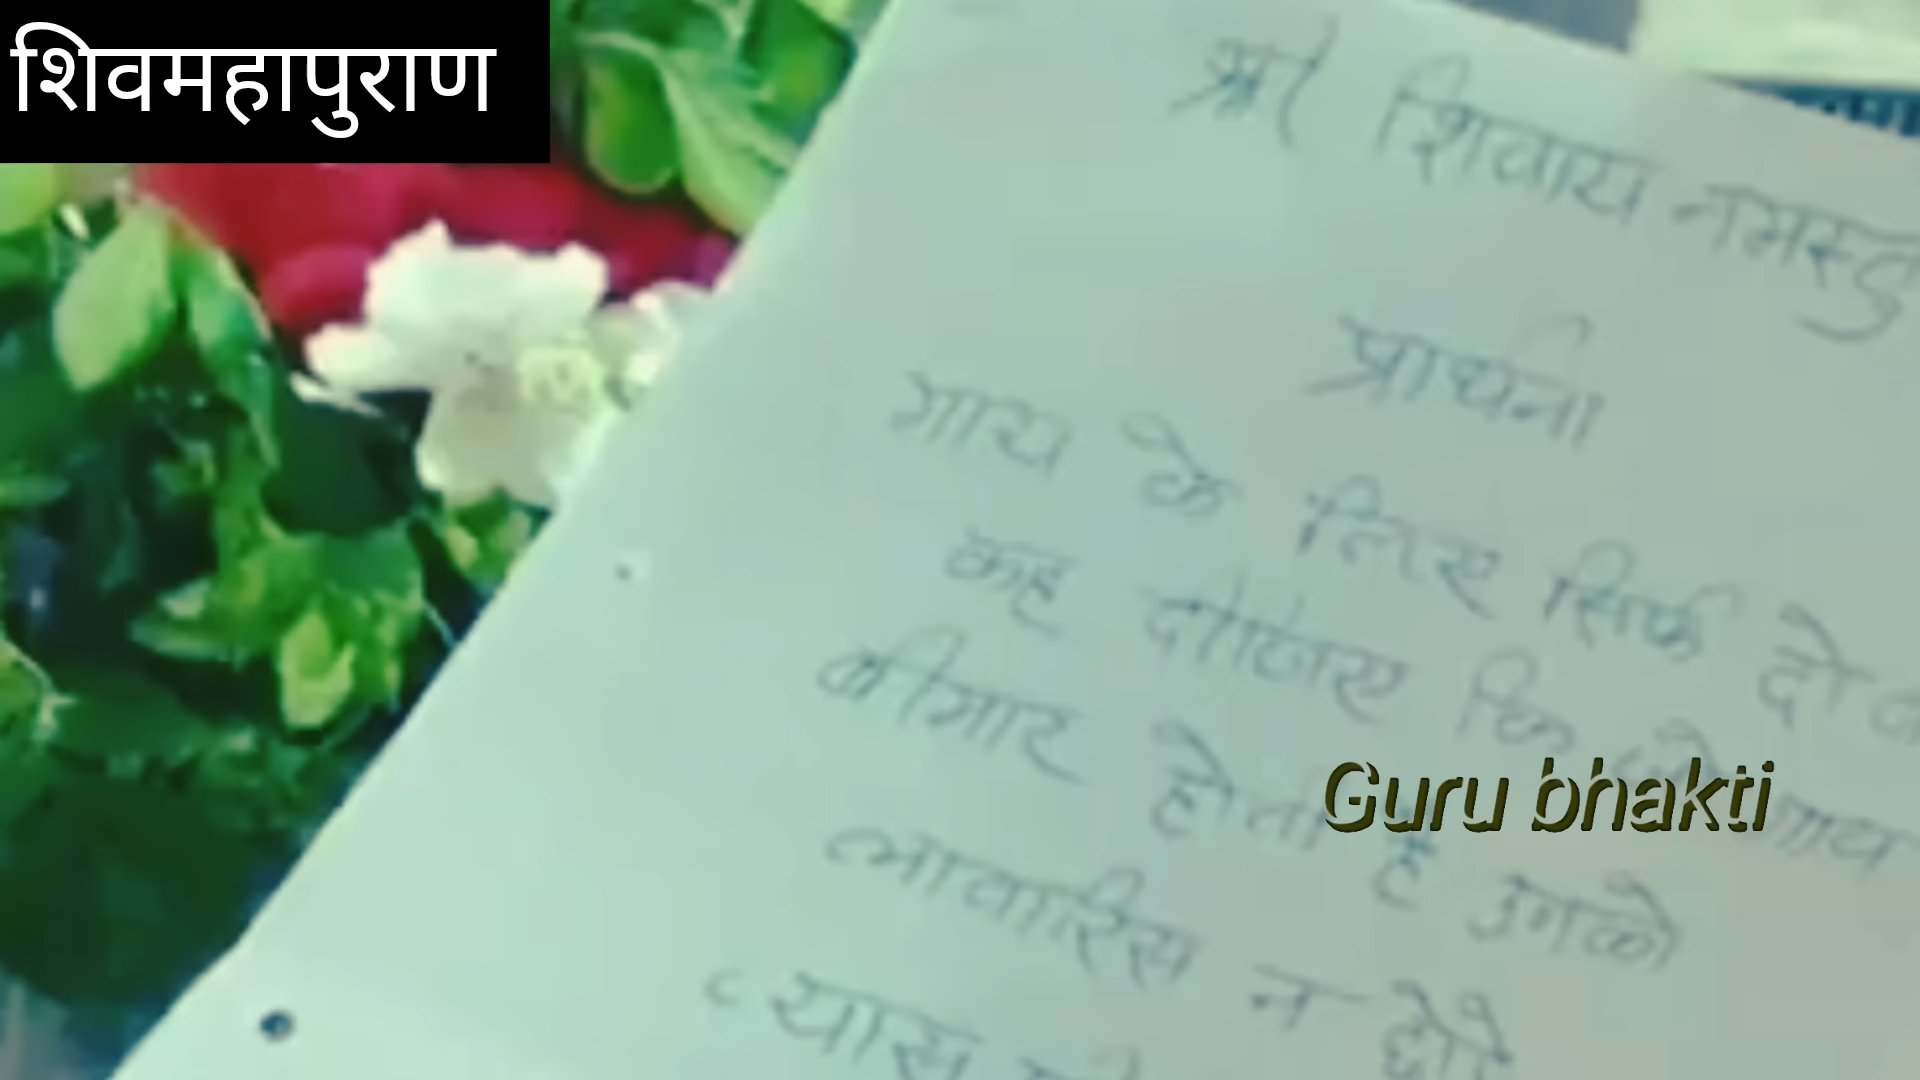 शिवमहापुराण
श्री शिवाय नमस्तु
प्रार्थना
गाय के लिए सिर्फ दो
कह दीजिए कि जो गाय
बीमार होती है उनको
लावारिस न छोरे
Guru bhakti